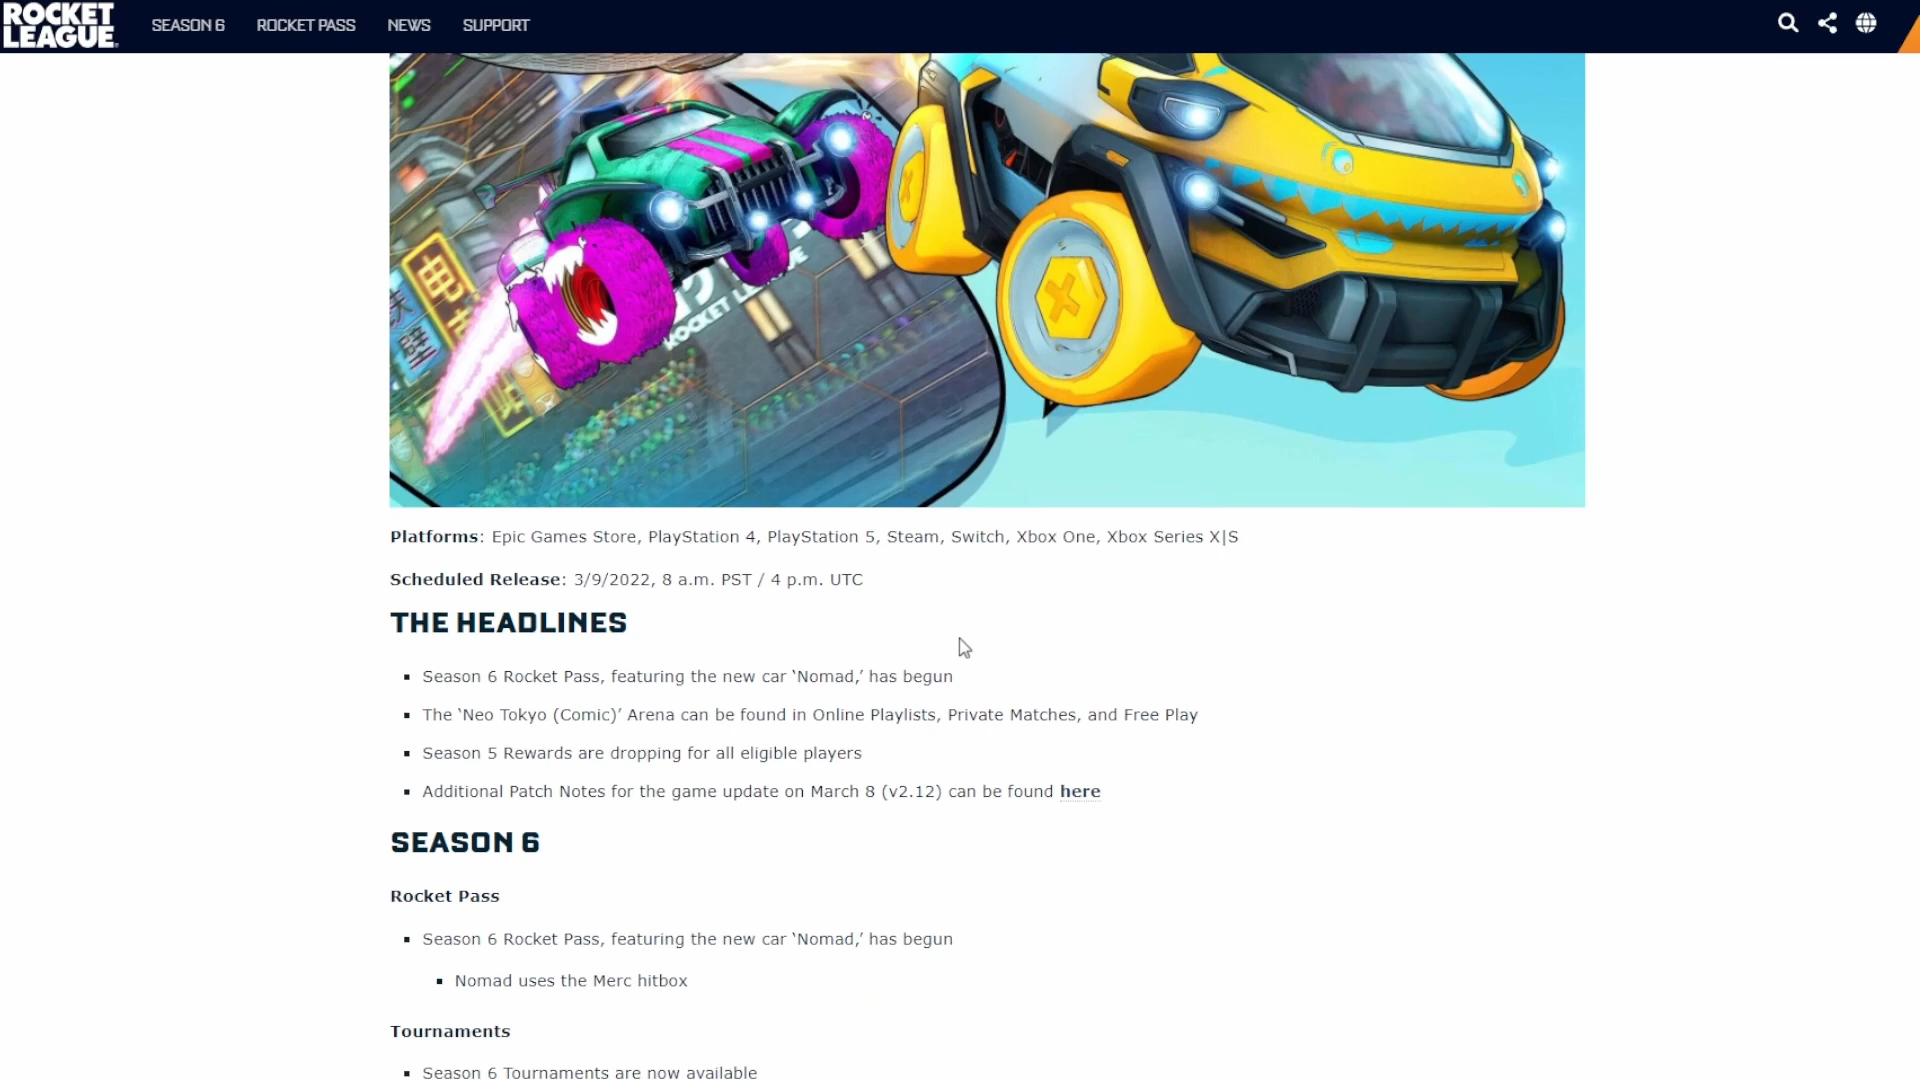 ROCKET
LEAGUE
SEASON 6
ROCKET PASS
NEWS
SUPPORT
ROCKET LEAGUE
Platforms: Epic Games Store, PlayStation 4, PlayStation 5, Steam, Switch, Xbox One, Xbox Series X|S
Scheduled Release: 3/9/2022, 8 a.m. PST / 4 p.m. UTC
THE HEADLINES
▪ Season 6 Rocket Pass, featuring the new car ‘Nomad,’ has begun
▪ The ‘Neo Tokyo (Comic)’ Arena can be found in Online Playlists, Private Matches, and Free Play
▪ Season 5 Rewards are dropping for all eligible players
▪ Additional Patch Notes for the game update on March 8 (v2.12) can be found here
SEASON 6
Rocket Pass
▪ Season 6 Rocket Pass, featuring the new car ‘Nomad,’ has begun
▪ Nomad uses the Merc hitbox
Tournaments
▪ Season 6 Tournaments are now available